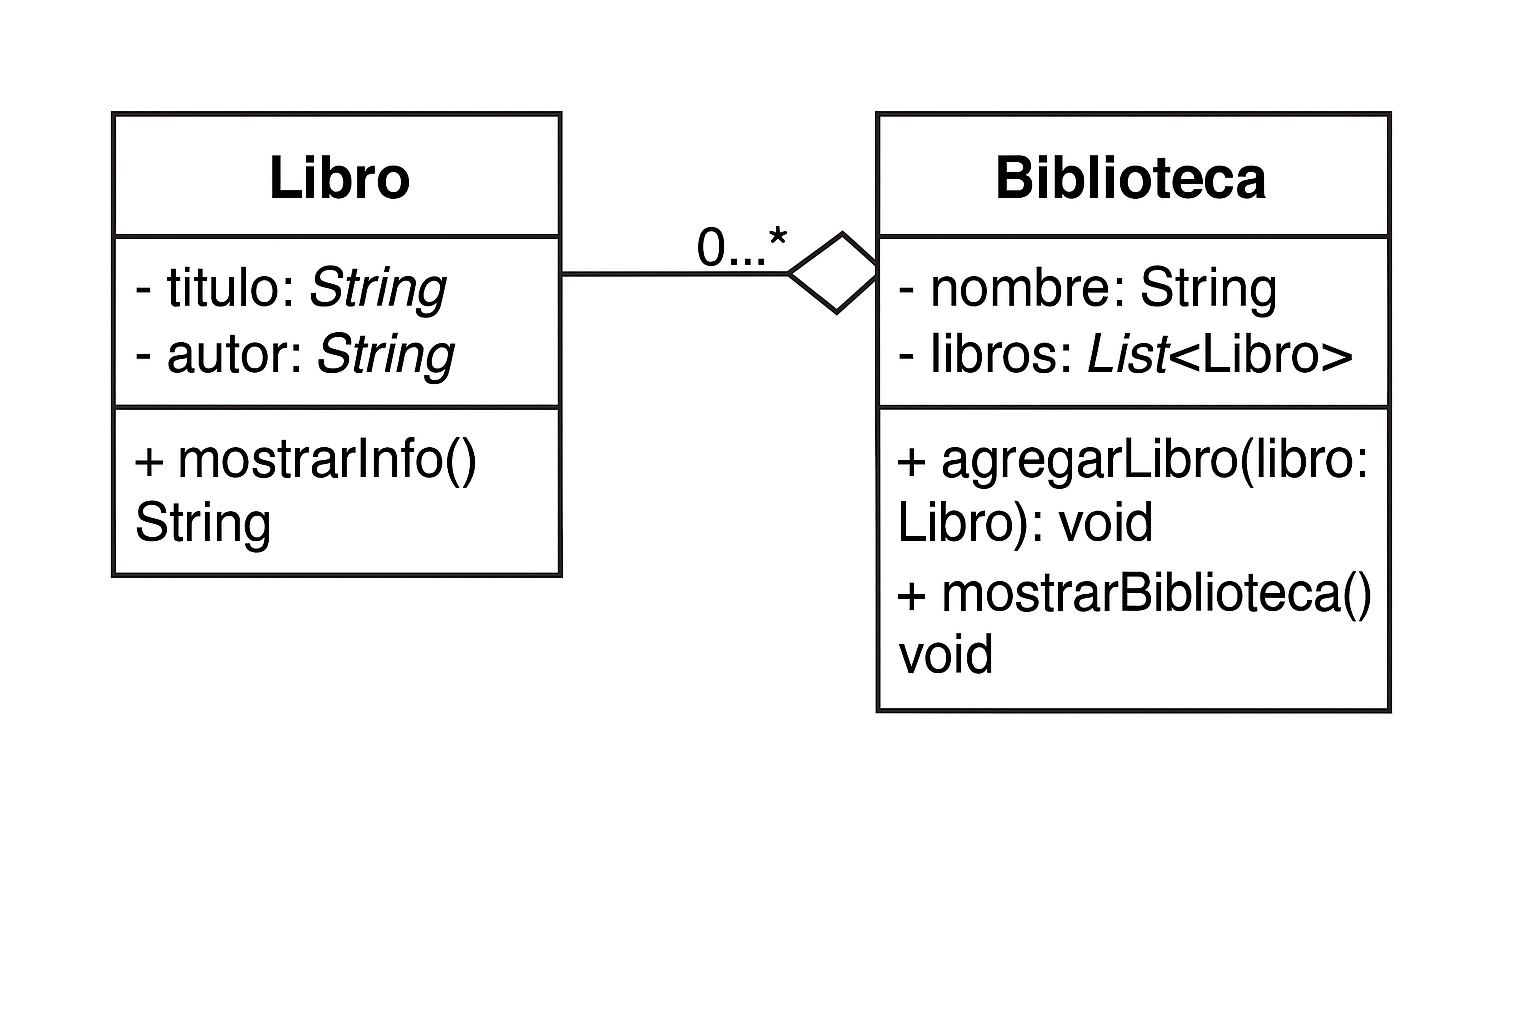 Libro
- titulo: String
- autor: String
+ mostrarInfo()
String
0...*
Biblioteca
- nombre: String
- libros: List<Libro>
+ agregarLibro(libro:
Libro): void
+ mostrarBiblioteca()
void